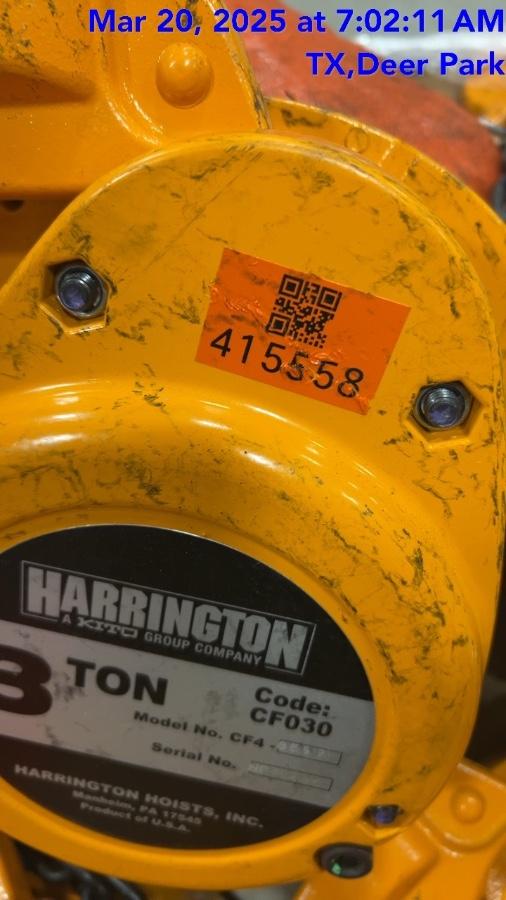 Mar 20, 2025 at 7:02:11 AM
TX,Deer Park
415558
HARRINGTON
A KITO GROUP COMPANY
3 TON
Code:
CF030
Model No. CF4 -
Serial No.
HARRINGTON HOISTS, INC.
Manheim, PA 17545
Product of U.S.A.